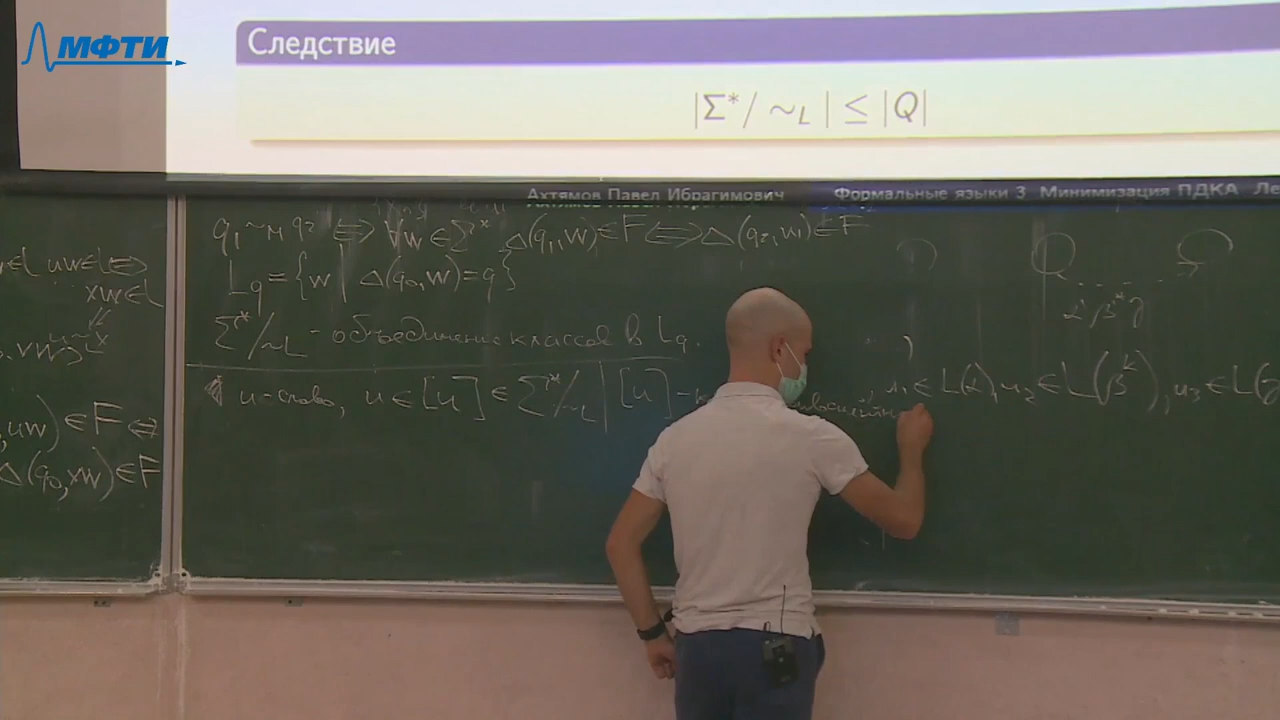 МФТИ
Следствие
|Σ*/ ~L| ≤ |Q|
Ахтямов Павел Ибрагимович Формальные языки 3 Минимизация ПДКА Ле
q₁ ~M q₂ ⇔ ∀w ∈ Σ* Δ(q₁, w) ∈ F ⇔ Δ(q₂, w) ∈ F
Lq = {w | Δ(q₀, w) = q}
Σ*/~L - объединение классов в Lq.
u - слово, u ∈ [u] ∈ Σ*/~L | [u] -
uw ∈ L ⇔
xw ∈ L
, uw) ∈ F ⇔
Δ(q₀, xw) ∈ F
u₁ ∈ L(α), u₂ ∈ L(β*), u₃ ∈ L(